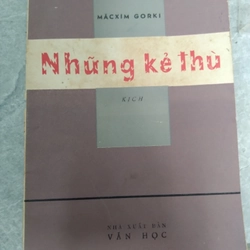 MÁCXIM GORKI
Những kẻ thù
KỊCH
NHÀ XUẤT BẢN
VĂN HỌC